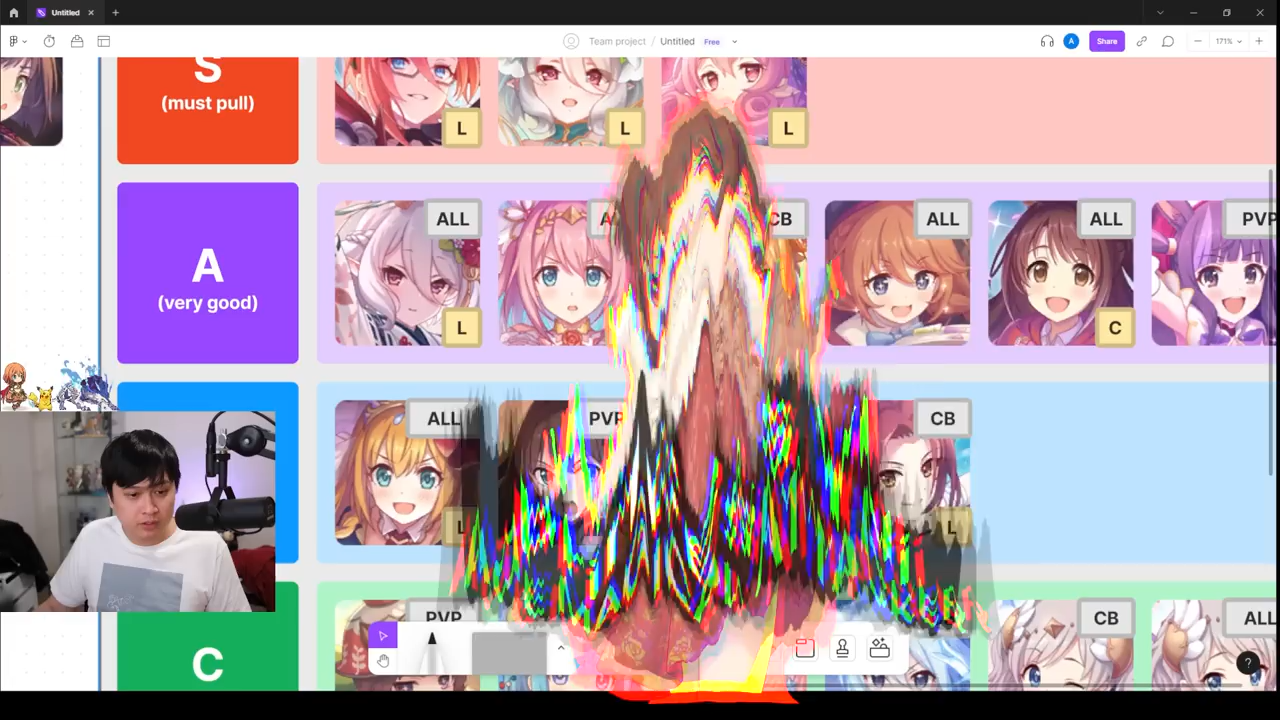 Untitled
Team project / Untitled Free
A
Share
171%
S
(must pull)
L
L
L
A
(very good)
ALL
CB
ALL
ALL
PVP
L
C
ALL
PVP
CB
L
L
C
PVP
CB
ALL
?